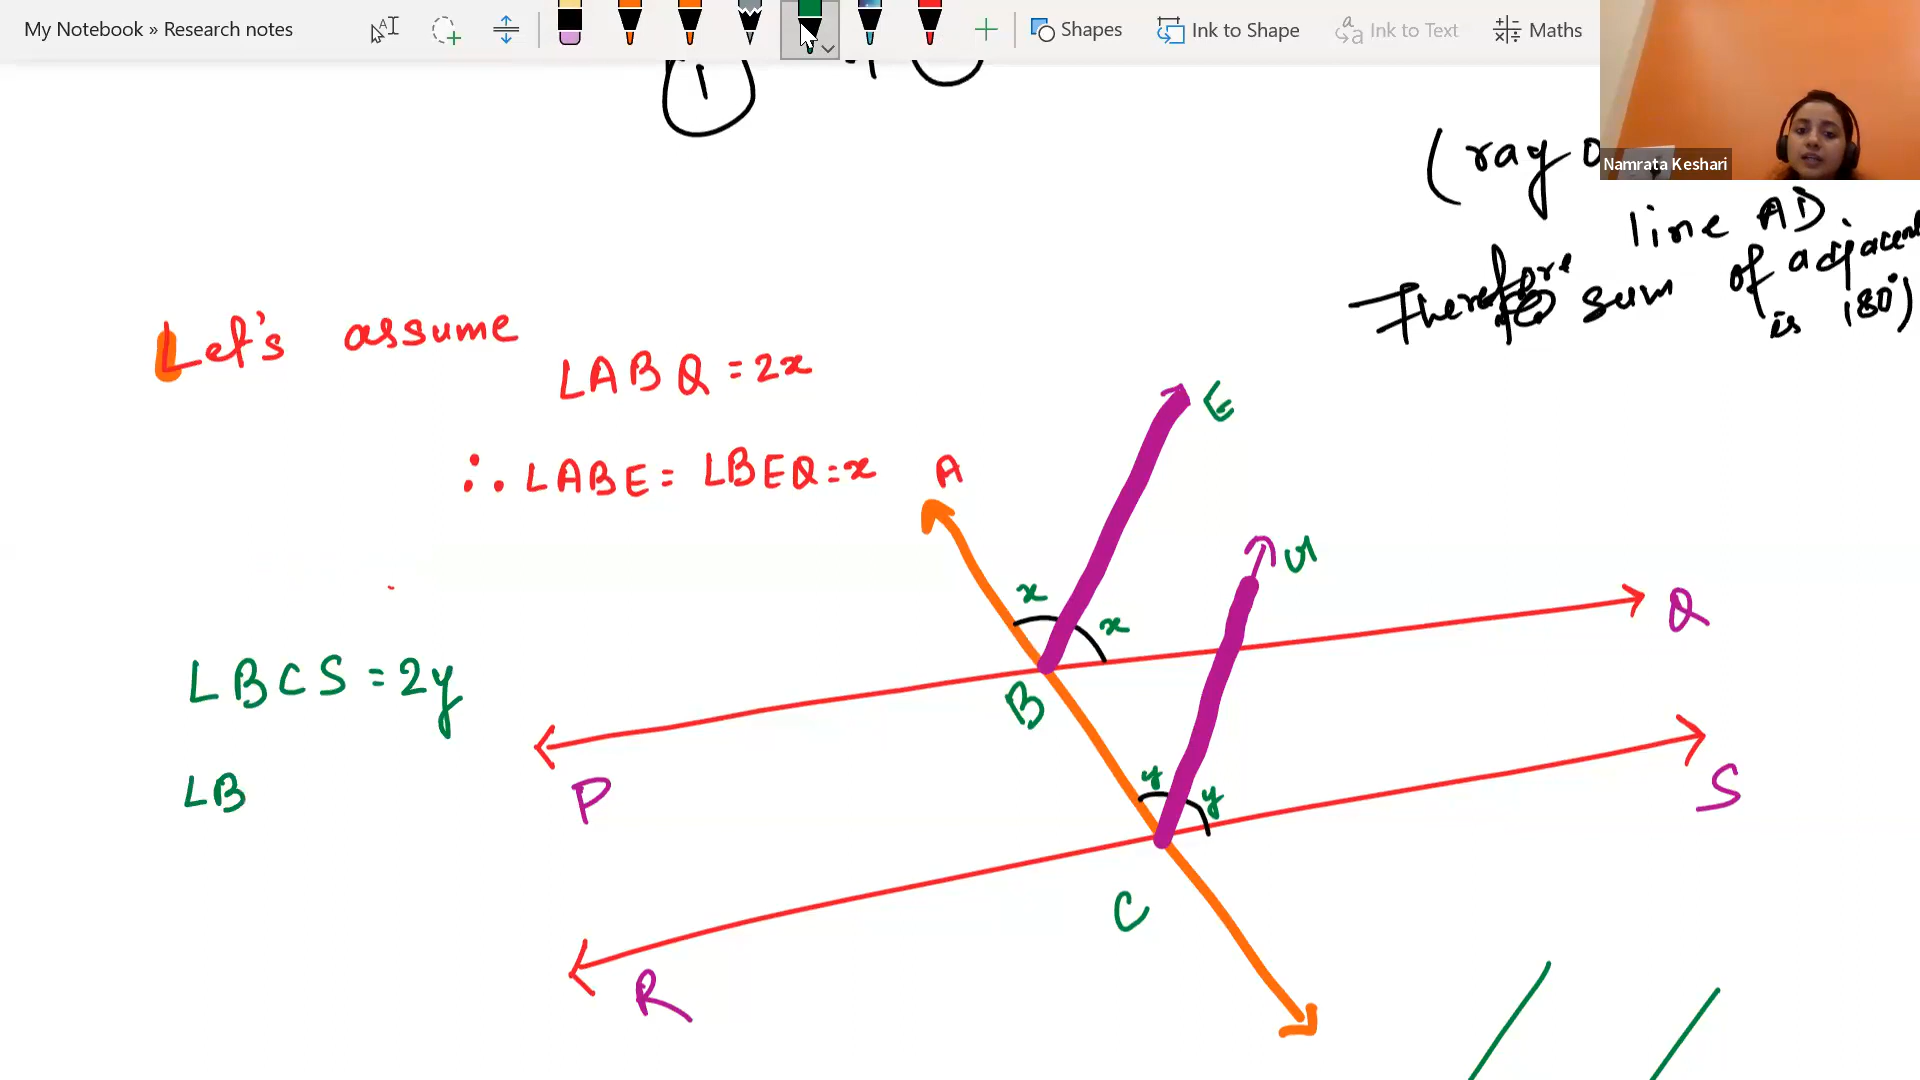 My Notebook » Research notes
Shapes
Ink to Shape
Ink to Text
Maths
Namrata Keshari
(ray
line AD
Therefore sum of adjacent
is 180°)
Let's assume
∠ABQ = 2x
∴ ∠ABE = ∠BEQ = x
A
E
x
x
Q
B
∠BCS = 2y
∠B
P
y
y
S
C
R